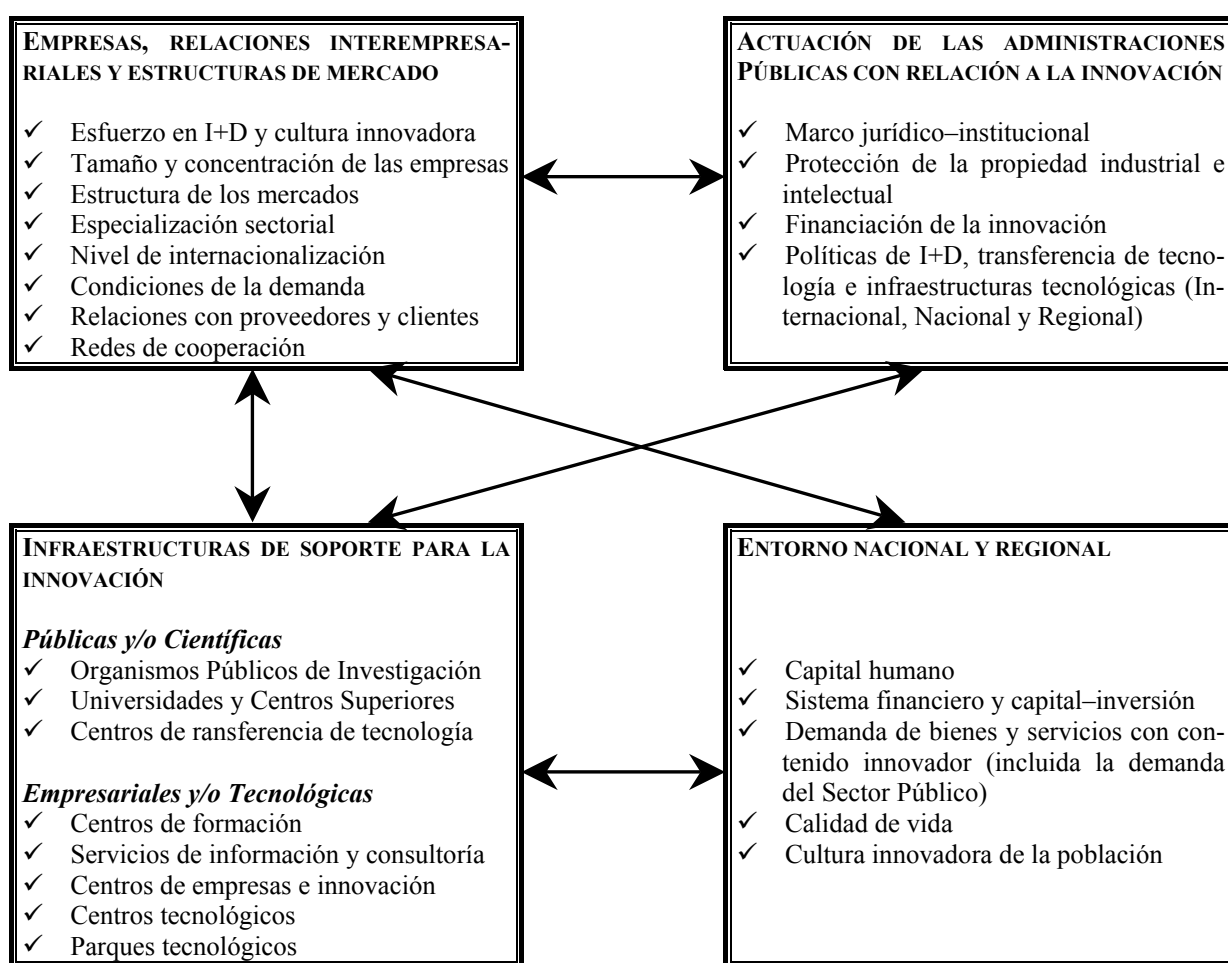 EMPRESAS, RELACIONES INTEREMPRESA-
RIALES Y ESTRUCTURAS DE MERCADO
✓ Esfuerzo en I+D y cultura innovadora
✓ Tamaño y concentración de las empresas
✓ Estructura de los mercados
✓ Especialización sectorial
✓ Nivel de internacionalización
✓ Condiciones de la demanda
✓ Relaciones con proveedores y clientes
✓ Redes de cooperación
ACTUACIÓN DE LAS ADMINISTRACIONES
PÚBLICAS CON RELACIÓN A LA INNOVACIÓN
✓ Marco jurídico–institucional
✓ Protección de la propiedad industrial e
intelectual
✓ Financiación de la innovación
✓ Políticas de I+D, transferencia de tecno-
logía e infraestructuras tecnológicas (In-
ternacional, Nacional y Regional)
INFRAESTRUCTURAS DE SOPORTE PARA LA
INNOVACIÓN
Públicas y/o Científicas
✓ Organismos Públicos de Investigación
✓ Universidades y Centros Superiores
✓ Centros de ransferencia de tecnología
Empresariales y/o Tecnológicas
✓ Centros de formación
✓ Servicios de información y consultoría
✓ Centros de empresas e innovación
✓ Centros tecnológicos
✓ Parques tecnológicos
ENTORNO NACIONAL Y REGIONAL
✓ Capital humano
✓ Sistema financiero y capital–inversión
✓ Demanda de bienes y servicios con con-
tenido innovador (incluida la demanda
del Sector Público)
✓ Calidad de vida
✓ Cultura innovadora de la población